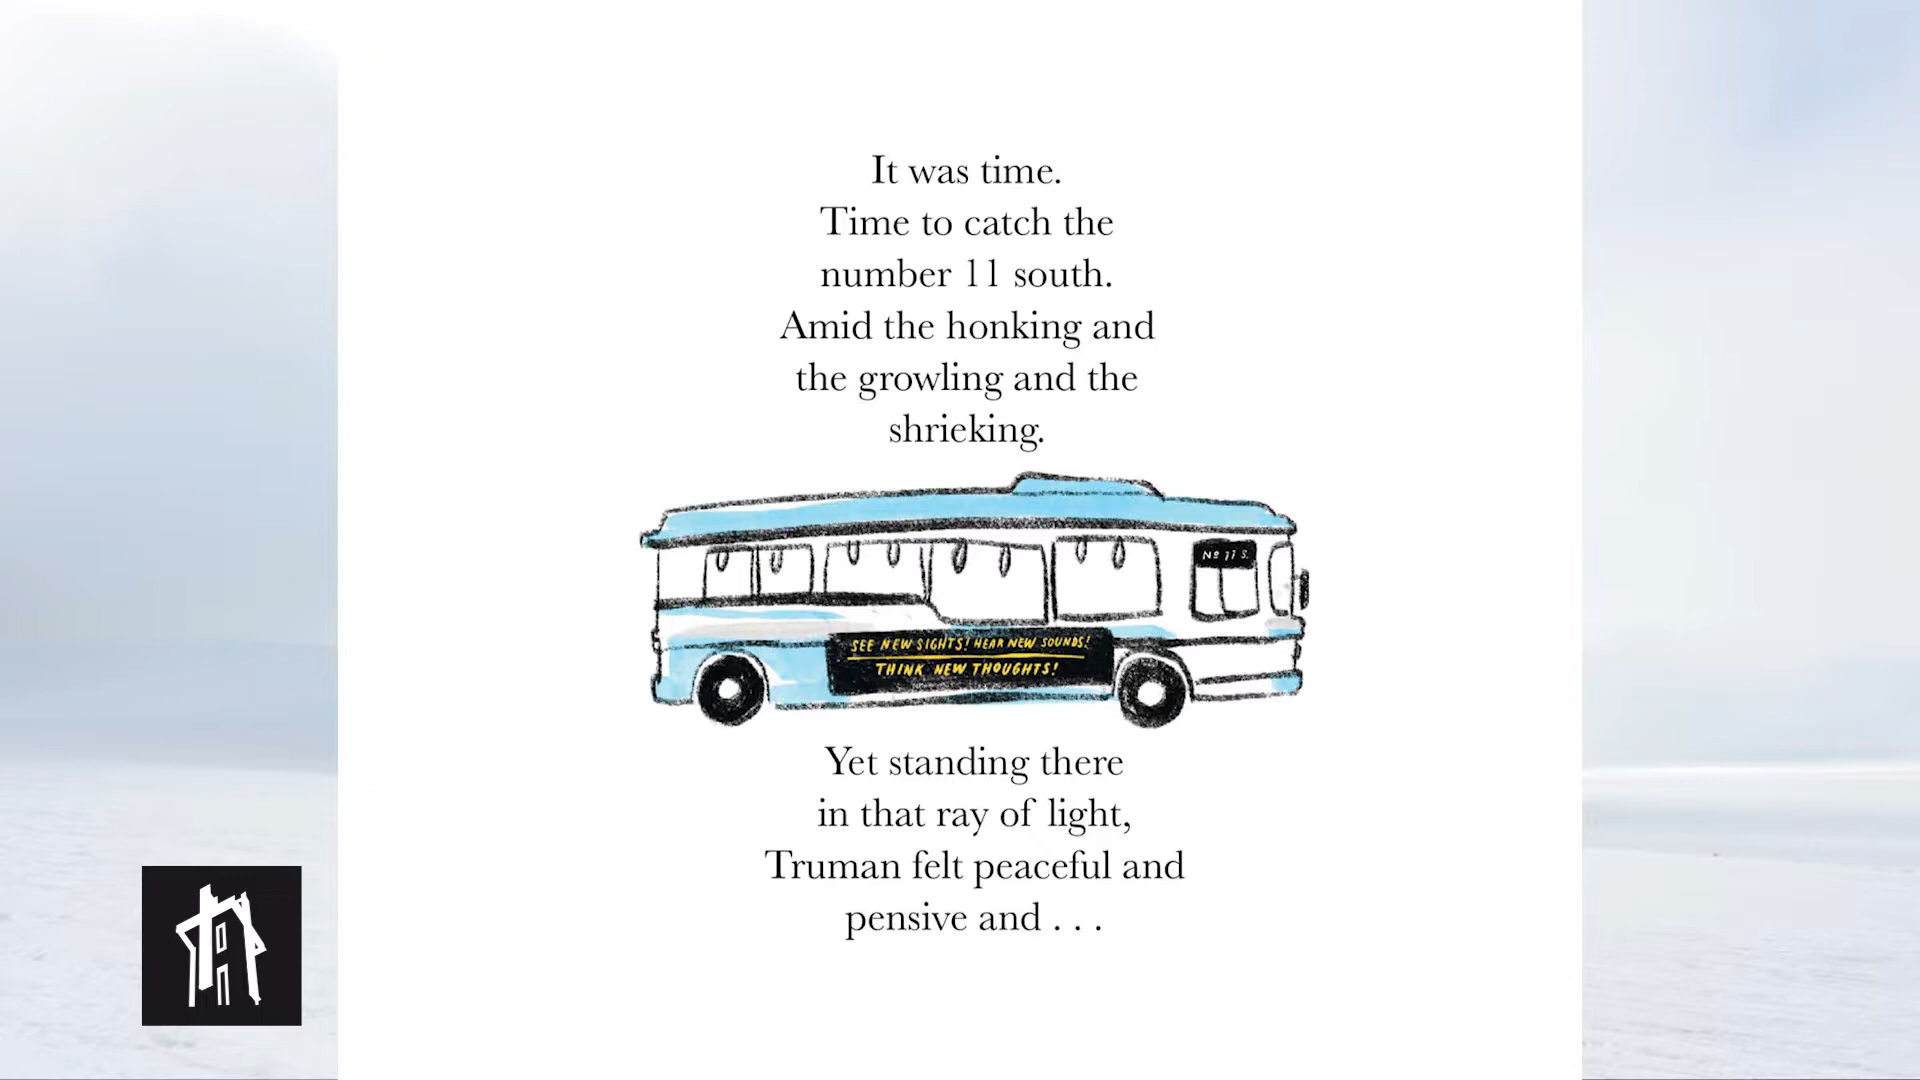 It was time.
Time to catch the
number 11 south.
Amid the honking and
the growling and the
shrieking.
Nº 11 S.
SEE NEW SIGHTS! HEAR NEW SOUNDS!
THINK NEW THOUGHTS!
Yet standing there
in that ray of light,
Truman felt peaceful and
pensive and . . .